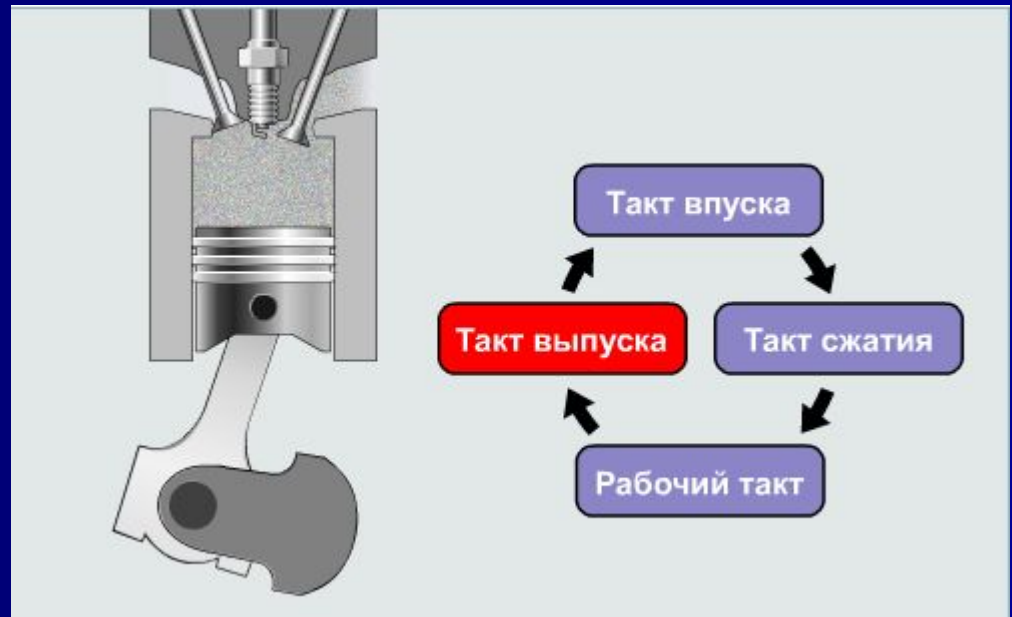 Такт впуска
Такт выпуска
Такт сжатия
Рабочий такт